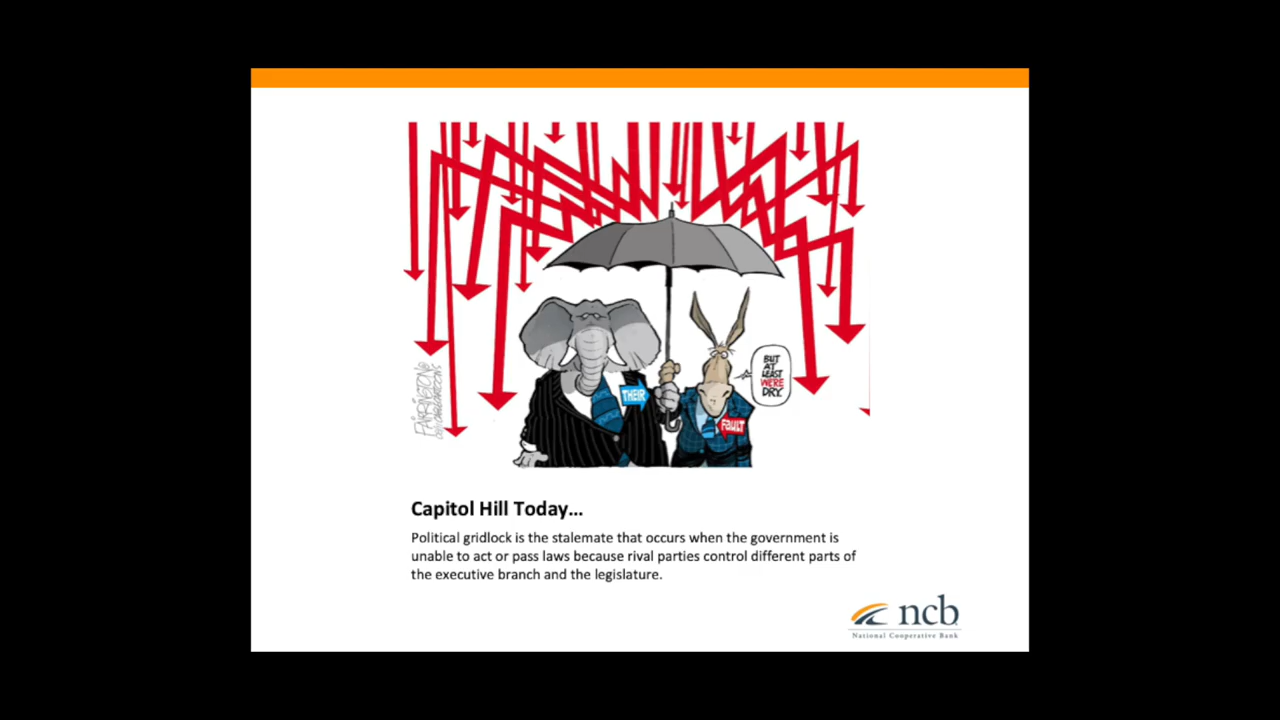 THEIR
FAULT
BUT
AT
LEAST
WERE
DRY.
FARRINGTON
Capitol Hill Today…
Political gridlock is the stalemate that occurs when the government is
unable to act or pass laws because rival parties control different parts of
the executive branch and the legislature.
ncb
National Cooperative Bank